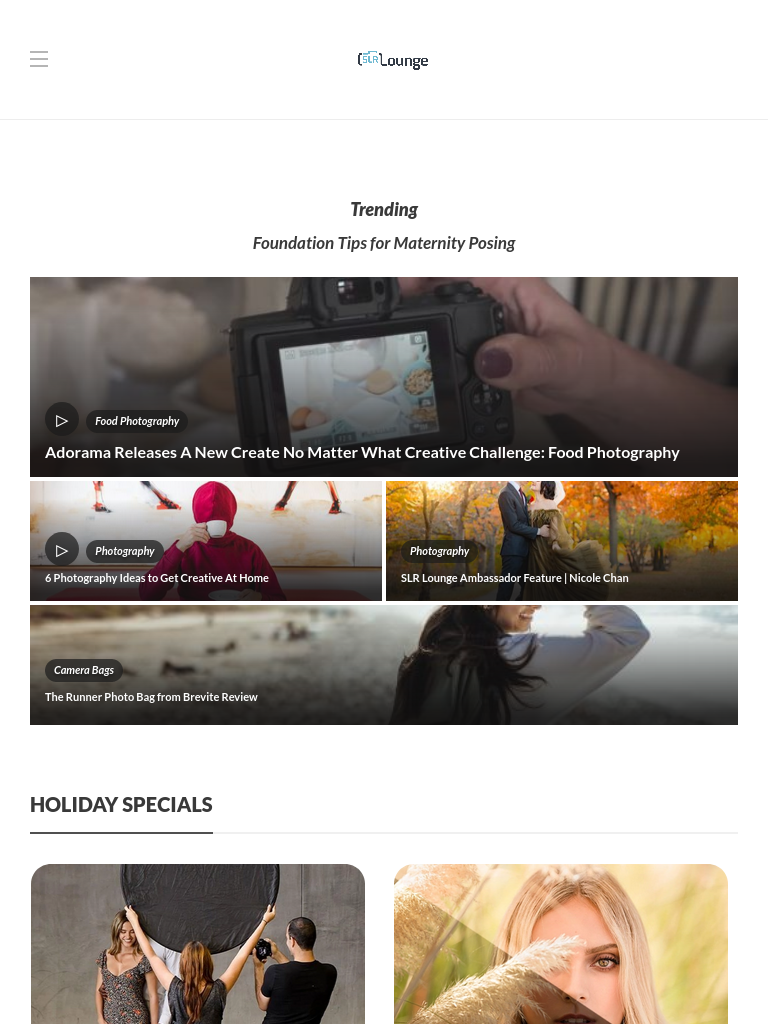 SLR Lounge
Trending
Foundation Tips for Maternity Posing
Food Photography
Adorama Releases A New Create No Matter What Creative Challenge: Food Photography
Photography
6 Photography Ideas to Get Creative At Home
Photography
SLR Lounge Ambassador Feature | Nicole Chan
Camera Bags
The Runner Photo Bag from Brevite Review
HOLIDAY SPECIALS